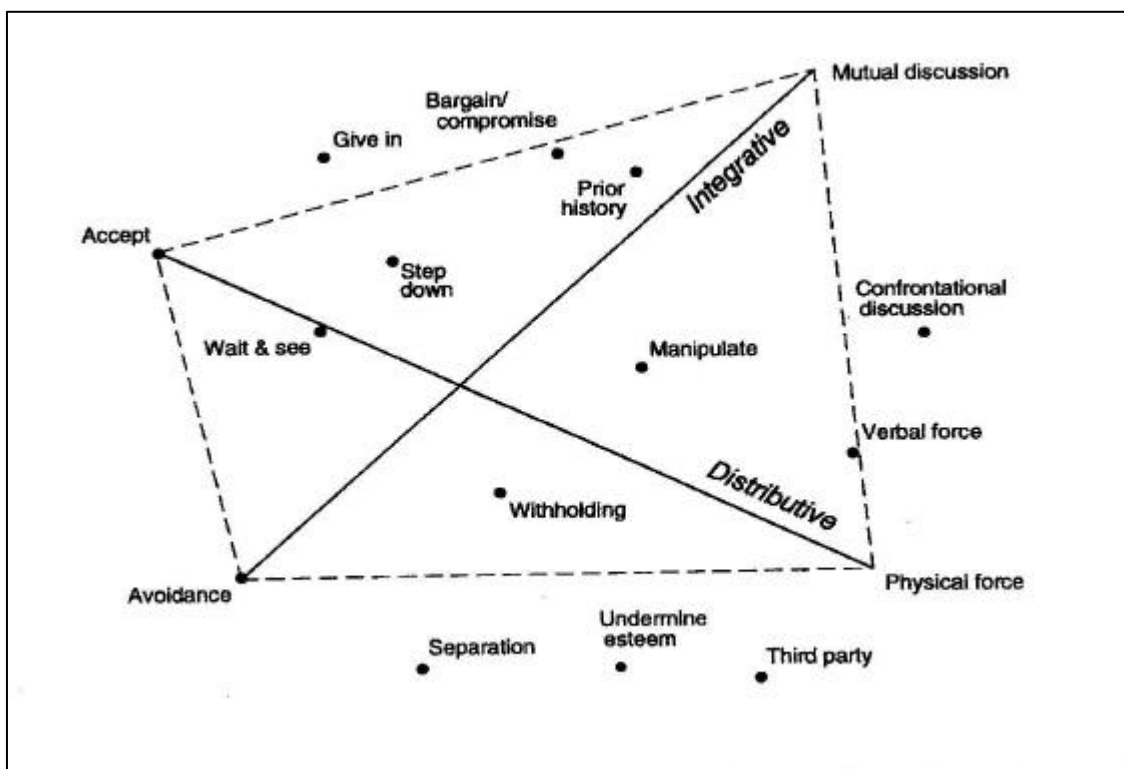 Mutual discussion
Bargain/
compromise
Give in
Integrative
Prior
history
Accept
Step
down
Confrontational
discussion
Wait & see
Manipulate
Verbal force
Distributive
Withholding
Avoidance
Physical force
Undermine
esteem
Separation
Third party